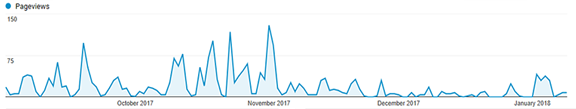 Pageviews
150
75
October 2017
November 2017
December 2017
January 2018